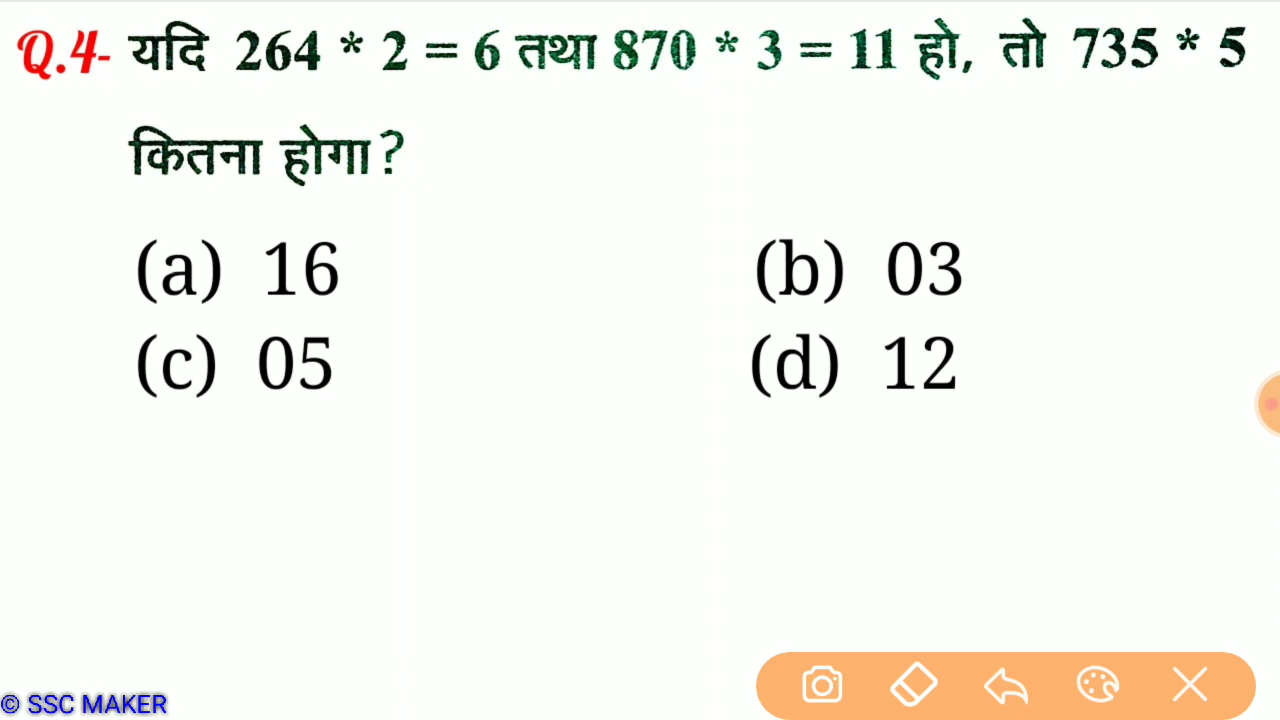 Q.4- यदि 264 * 2 = 6 तथा 870 * 3 = 11 हो, तो 735 * 5
कितना होगा?
(a) 16 (b) 03
(c) 05 (d) 12
© SSC MAKER